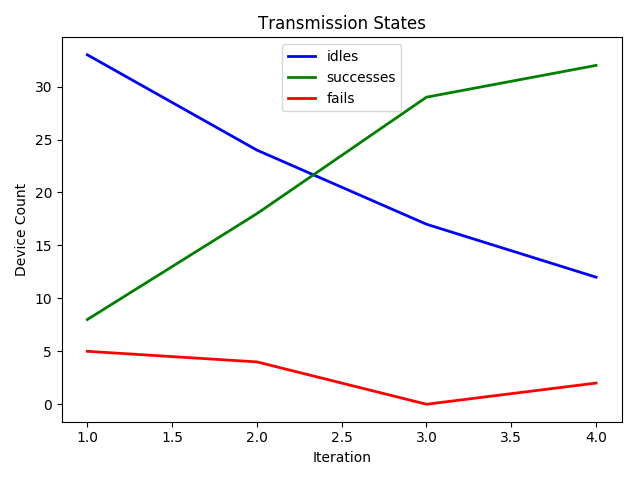 Transmission States
idles
successes
fails
Device Count
30
25
20
15
10
5
0
1.0 1.5 2.0 2.5 3.0 3.5 4.0
Iteration